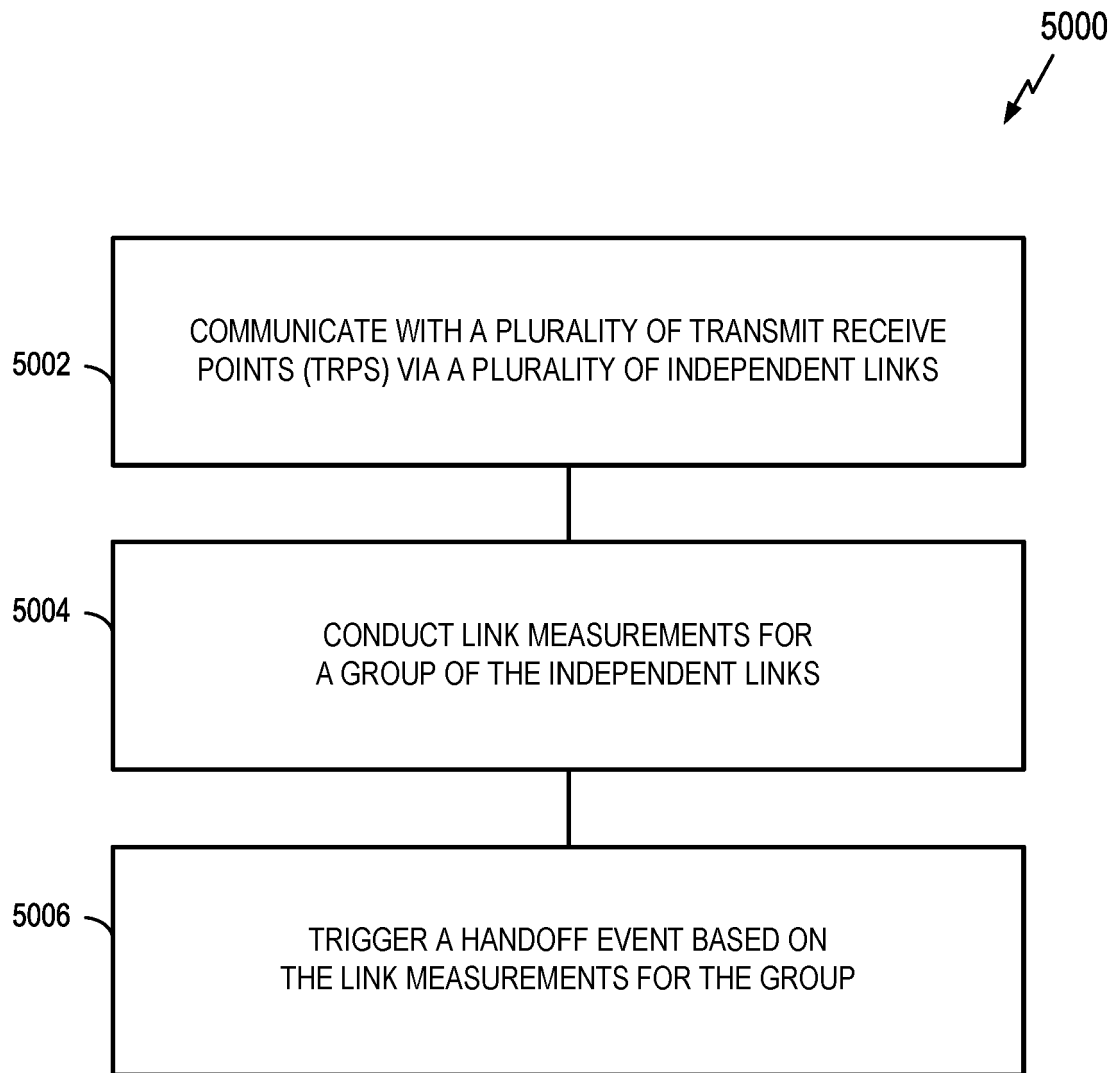 5000
5002
COMMUNICATE WITH A PLURALITY OF TRANSMIT RECEIVE
POINTS (TRPS) VIA A PLURALITY OF INDEPENDENT LINKS
5004
CONDUCT LINK MEASUREMENTS FOR
A GROUP OF THE INDEPENDENT LINKS
5006
TRIGGER A HANDOFF EVENT BASED ON
THE LINK MEASUREMENTS FOR THE GROUP